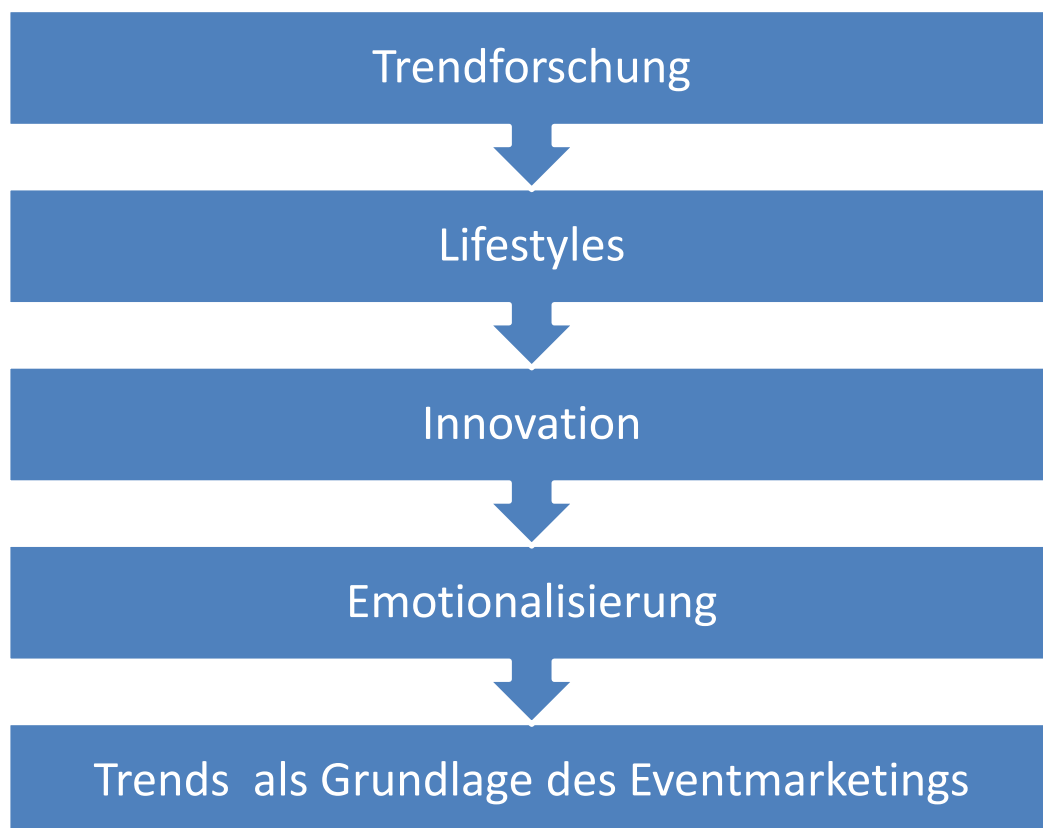 Trendforschung
Lifestyles
Innovation
Emotionalisierung
Trends  als Grundlage des Eventmarketings